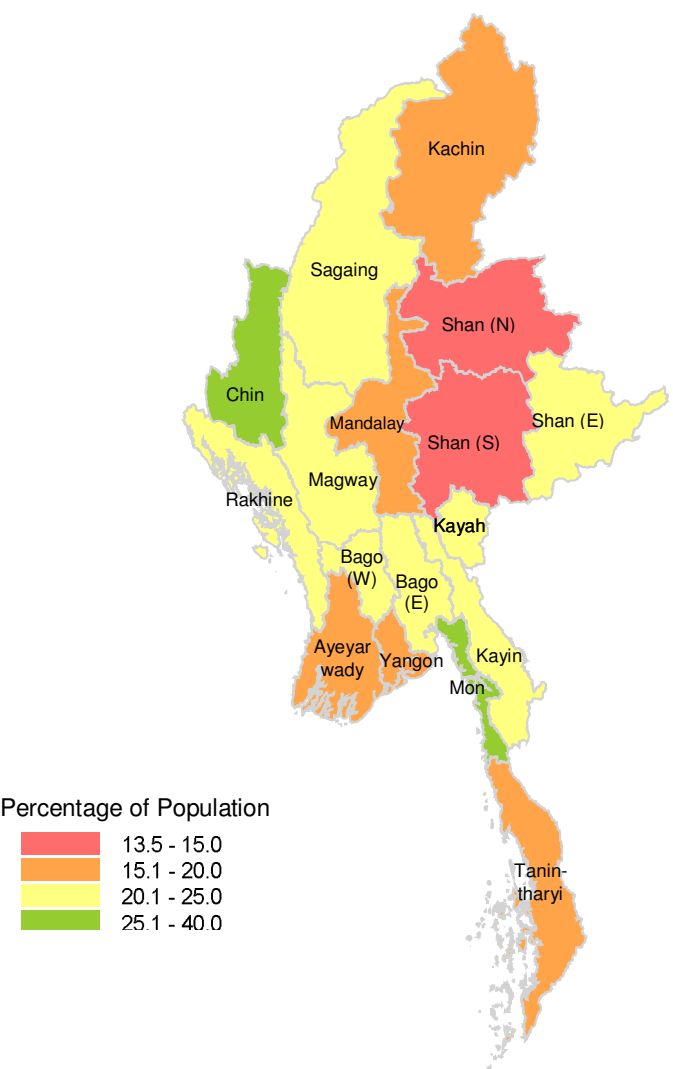 Kachin
Sagaing
Shan (N)
Chin
Mandalay
Shan (E)
Shan (S)
Magway
Rakhine
Kayah
Bago
(W)
Bago
(E)
Ayeyar
wady
Yangon
Kayin
Mon
Percentage of Population
13.5 - 15.0
15.1 - 20.0
20.1 - 25.0
25.1 - 40.0
Tanin-
tharyi